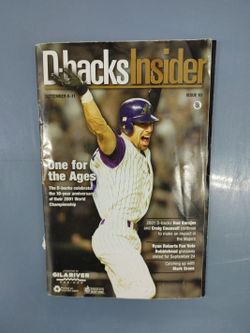 D-backs Insider
SEPTEMBER 6-11
ISSUE 10
One for
the Ages
The D-backs celebrate
the 10-year anniversary
of their 2001 World
Championship
2001 D-backs Rod Barajas
and Craig Counsell continue
to make an impact in
the Majors
Ryan Roberts Fan Vote
Bobblehead giveaway
slated for September 24
Catching up with
Mark Grace
GILA RIVER